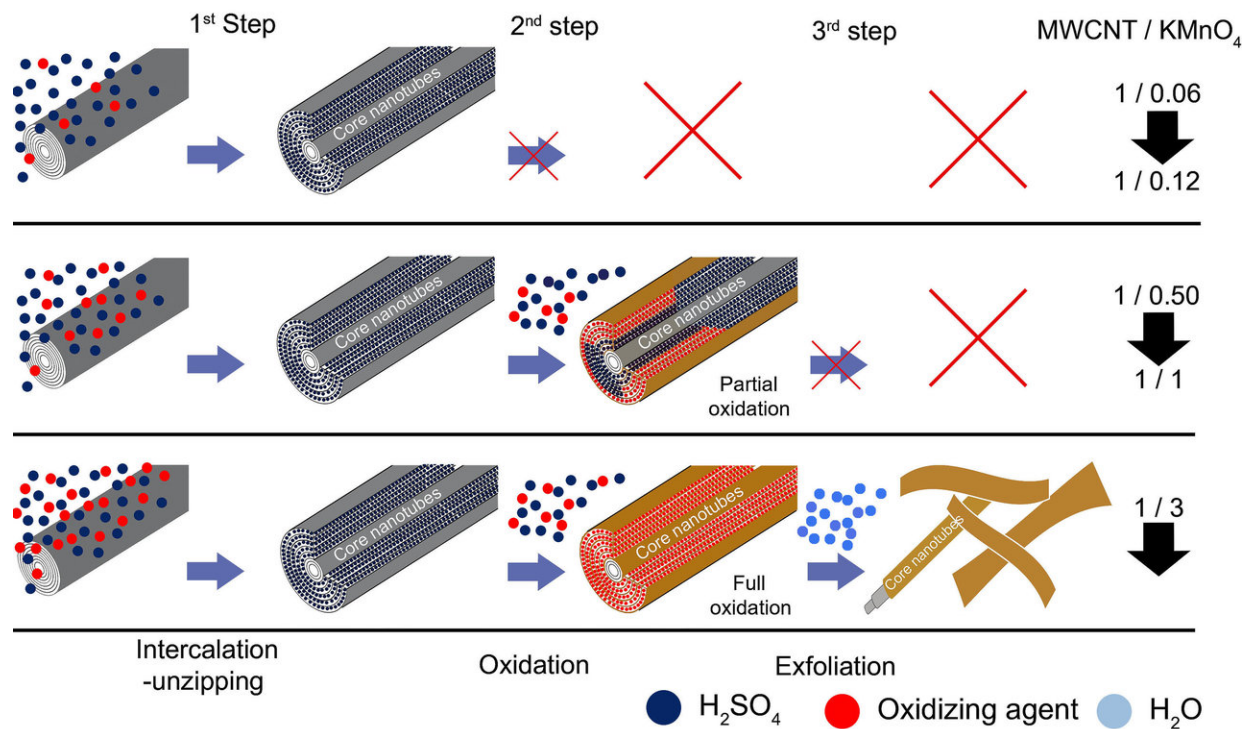 1st Step 2nd step 3rd step MWCNT / KMnO4
Core nanotubes
1 / 0.06
1 / 0.12
Core nanotubes
Core nanotubes
Partial
oxidation
1 / 0.50
1 / 1
Core nanotubes
Core nanotubes
Full
oxidation
Core nanotubes
1 / 3
Intercalation
-unzipping
Oxidation
Exfoliation
H2SO4 Oxidizing agent H2O